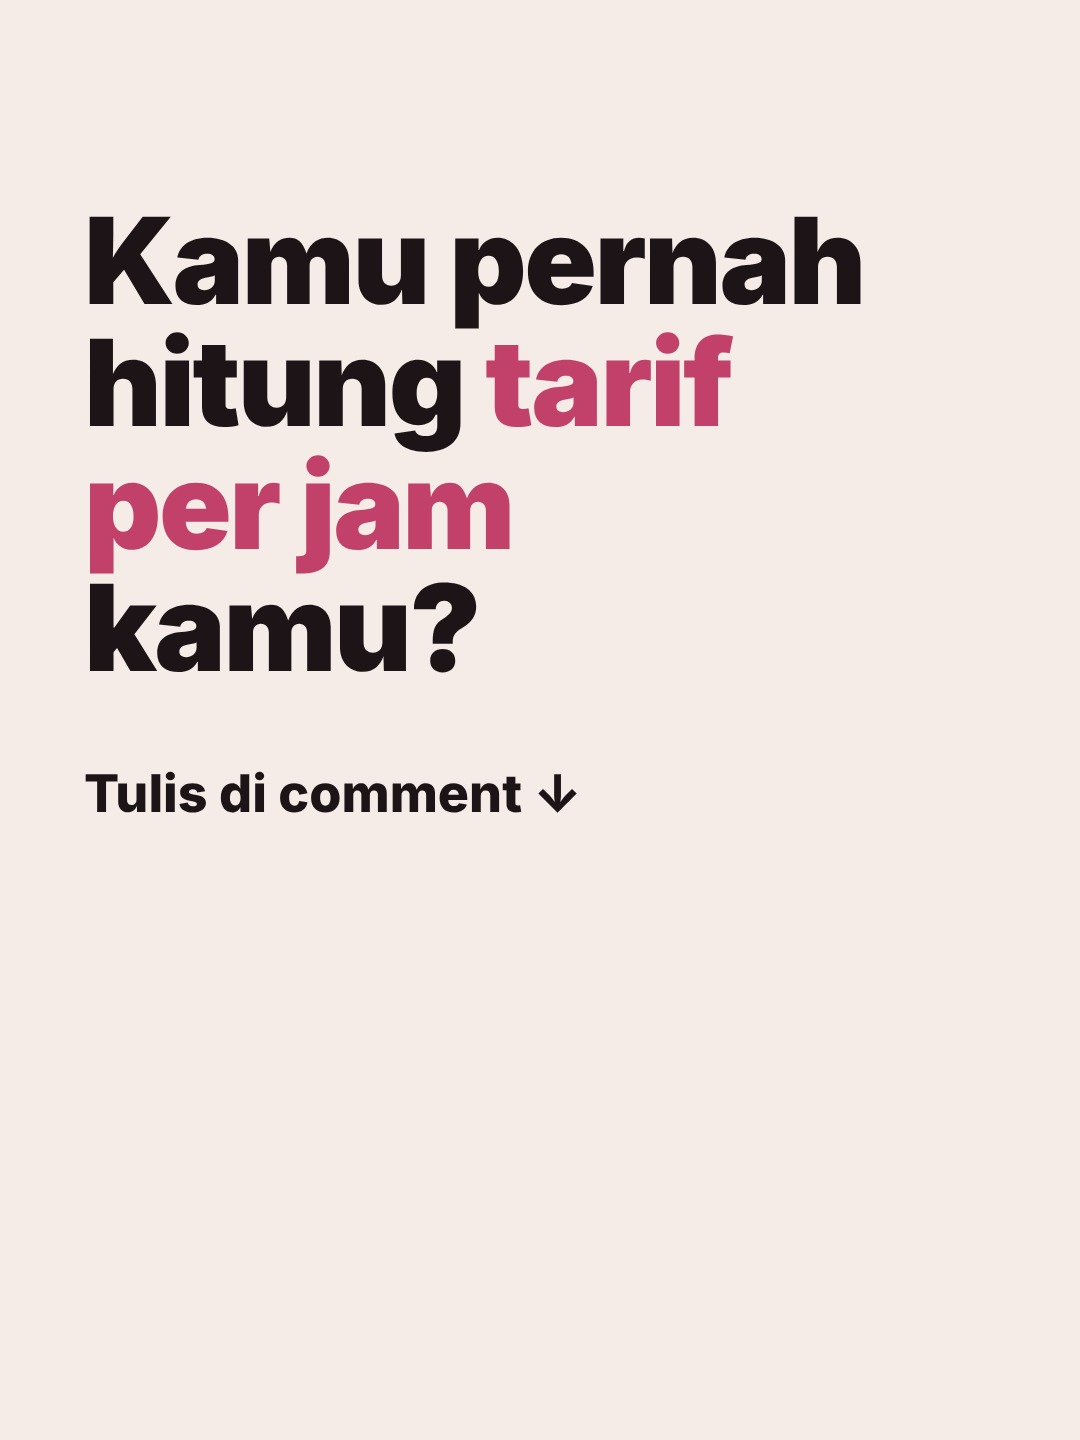 Kamu pernah
hitung tarif
per jam
kamu?
Tulis di comment ↓